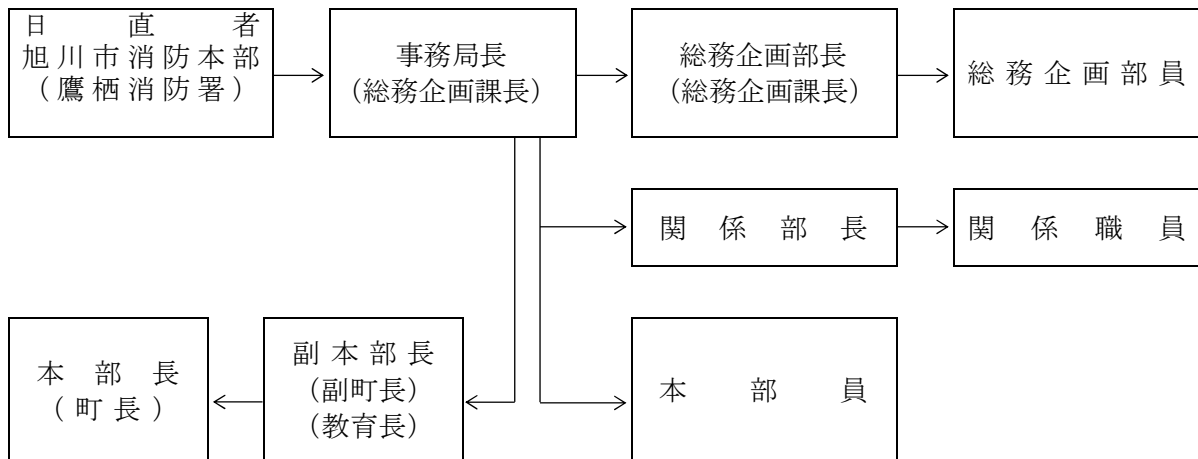 日直者
旭川市消防本部
（鷹栖消防署）
事務局長
（総務企画課長）
総務企画部長
（総務企画課長）
総務企画部員
関係部長
関係職員
本部長
（町長）
副本部長
（副町長）
（教育長）
本部員